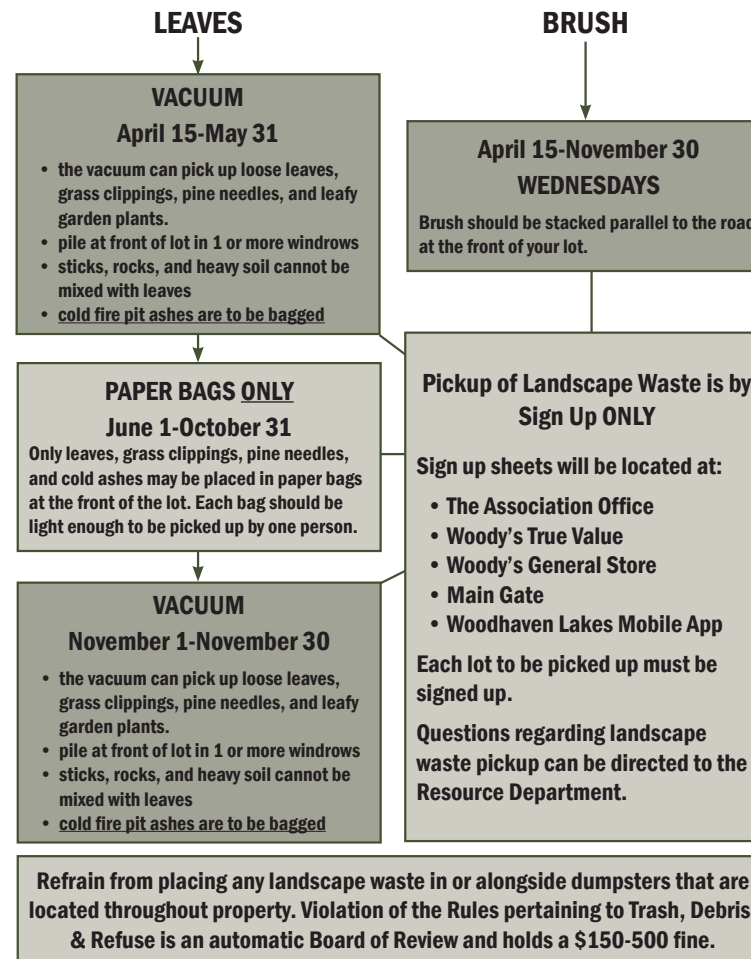 LEAVES
VACUUM
April 15-May 31
• the vacuum can pick up loose leaves,
grass clippings, pine needles, and leafy
garden plants.
• pile at front of lot in 1 or more windrows
• sticks, rocks, and heavy soil cannot be
mixed with leaves
• cold fire pit ashes are to be bagged
PAPER BAGS ONLY
June 1-October 31
Only leaves, grass clippings, pine needles,
and cold ashes may be placed in paper bags
at the front of the lot. Each bag should be
light enough to be picked up by one person.
VACUUM
November 1-November 30
• the vacuum can pick up loose leaves,
grass clippings, pine needles, and leafy
garden plants.
• pile at front of lot in 1 or more windrows
• sticks, rocks, and heavy soil cannot be
mixed with leaves
• cold fire pit ashes are to be bagged
BRUSH
April 15-November 30
WEDNESDAYS
Brush should be stacked parallel to the road
at the front of your lot.
Pickup of Landscape Waste is by
Sign Up ONLY
Sign up sheets will be located at:
• The Association Office
• Woody's True Value
• Woody's General Store
• Main Gate
• Woodhaven Lakes Mobile App
Each lot to be picked up must be
signed up.
Questions regarding landscape
waste pickup can be directed to the
Resource Department.
Refrain from placing any landscape waste in or alongside dumpsters that are
located throughout property. Violation of the Rules pertaining to Trash, Debris
& Refuse is an automatic Board of Review and holds a $150-500 fine.